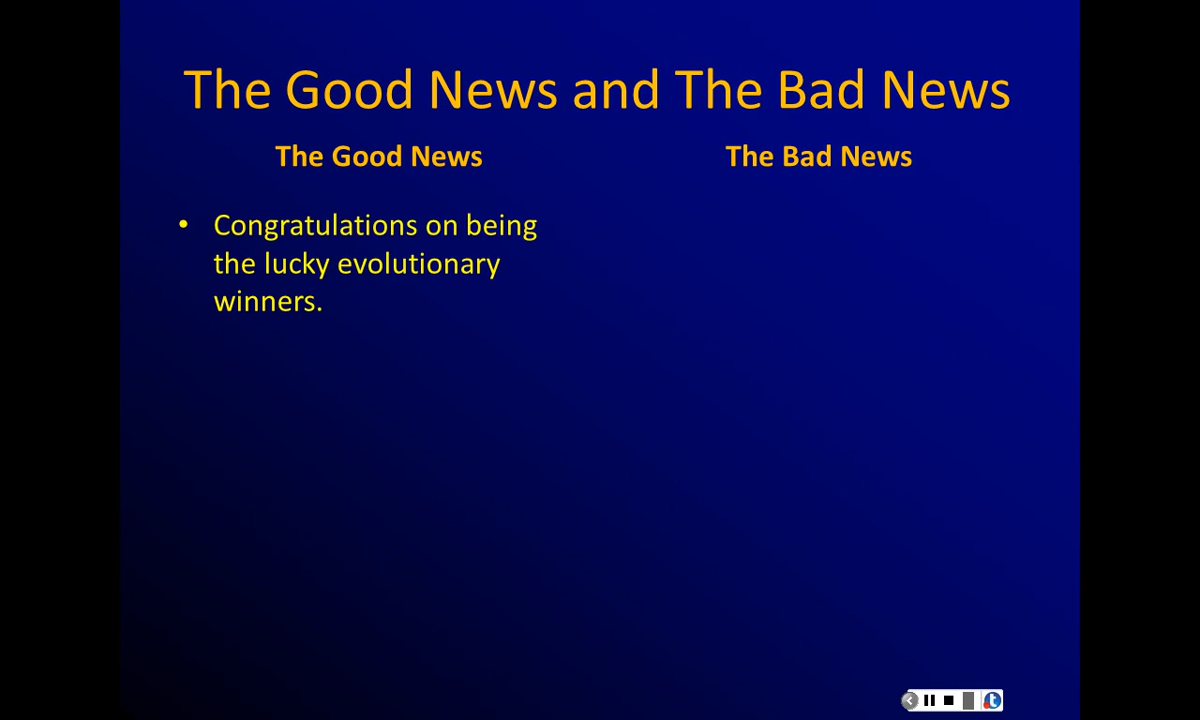 The Good News and The Bad News
The Good News
The Bad News
• Congratulations on being
the lucky evolutionary
winners.